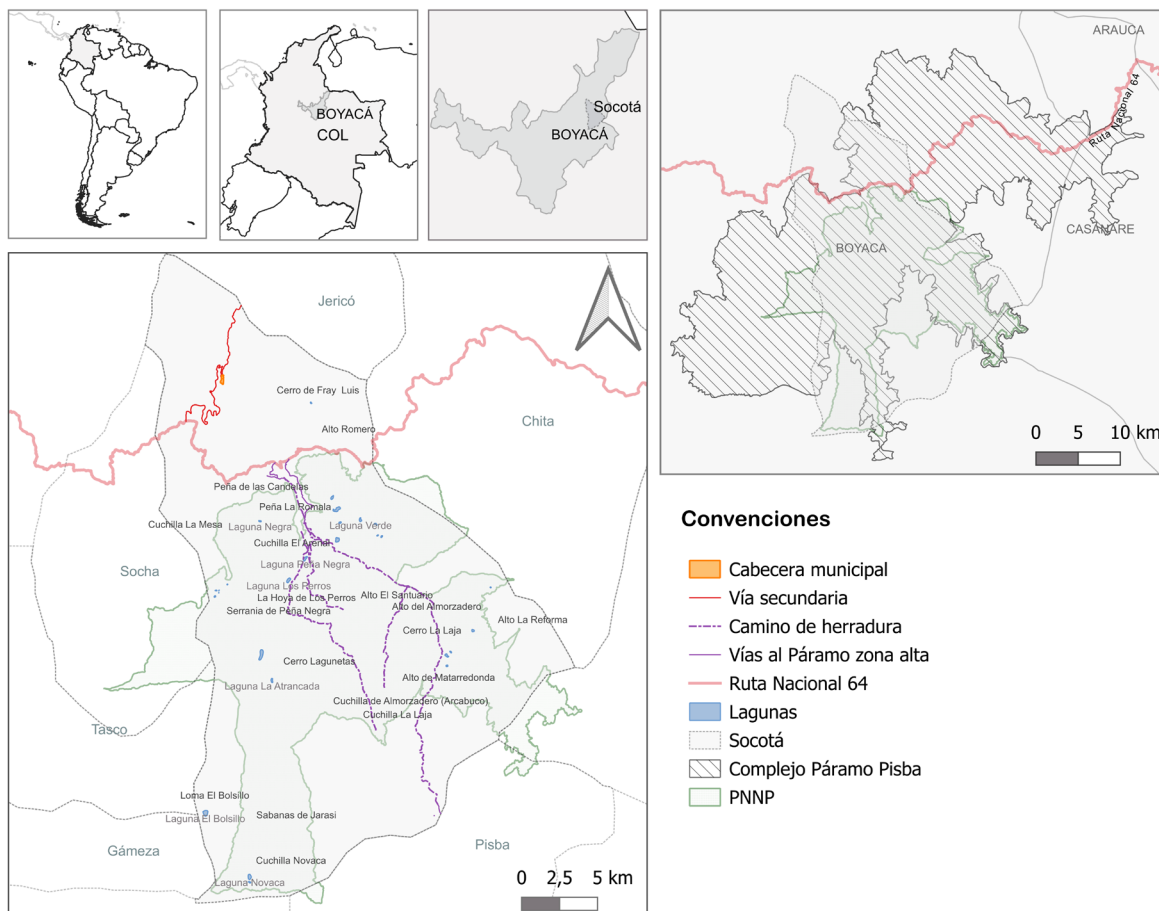 BOYACÁ
COL
Socotá
BOYACÁ
ARAUCA
Ruta Nacional 64
CASANARE
BOYACA
0 5 10 km
Jericó
Cerro de Fray Luis
Chita
Alto Romero
Peña de las Candelas
Peña La Romala
Cuchilla La Mesa
Laguna Negra
Laguna Verde
Cuchilla El Arenal
Laguna Peña Negra
Socha
Laguna Los Perros
La Hoya de Los Perros
Alto El Santuario
Serrania de Peña Negra
Alto del Almorzadero
Alto La Reforma
Cerro La Laja
Cerro Lagunetas
Alto de Matarredonda
Laguna La Atrancada
Cuchilla de Almorzadero (Arcabuco)
Cuchilla La Laja
Tasco
Loma El Bolsillo
Laguna El Bolsillo
Sabanas de Jarasi
Gámeza
Pisba
Cuchilla Novaca
Laguna Novaca
0 2,5 5 km
Convenciones
Cabecera municipal
Vía secundaria
Camino de herradura
Vías al Páramo zona alta
Ruta Nacional 64
Lagunas
Socotá
Complejo Páramo Pisba
PNNP